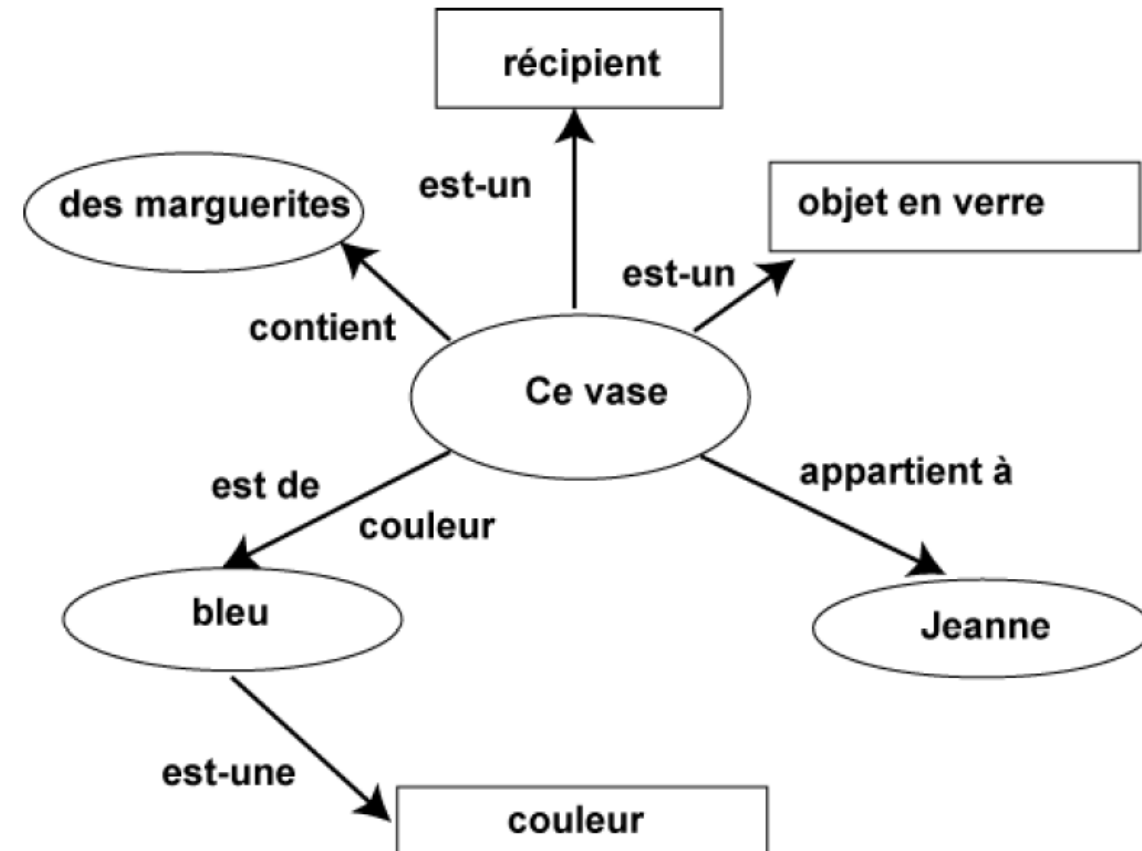 récipient
est-un
des marguerites
objet en verre
est-un
contient
Ce vase
est de
couleur
appartient à
bleu
Jeanne
est-une
couleur